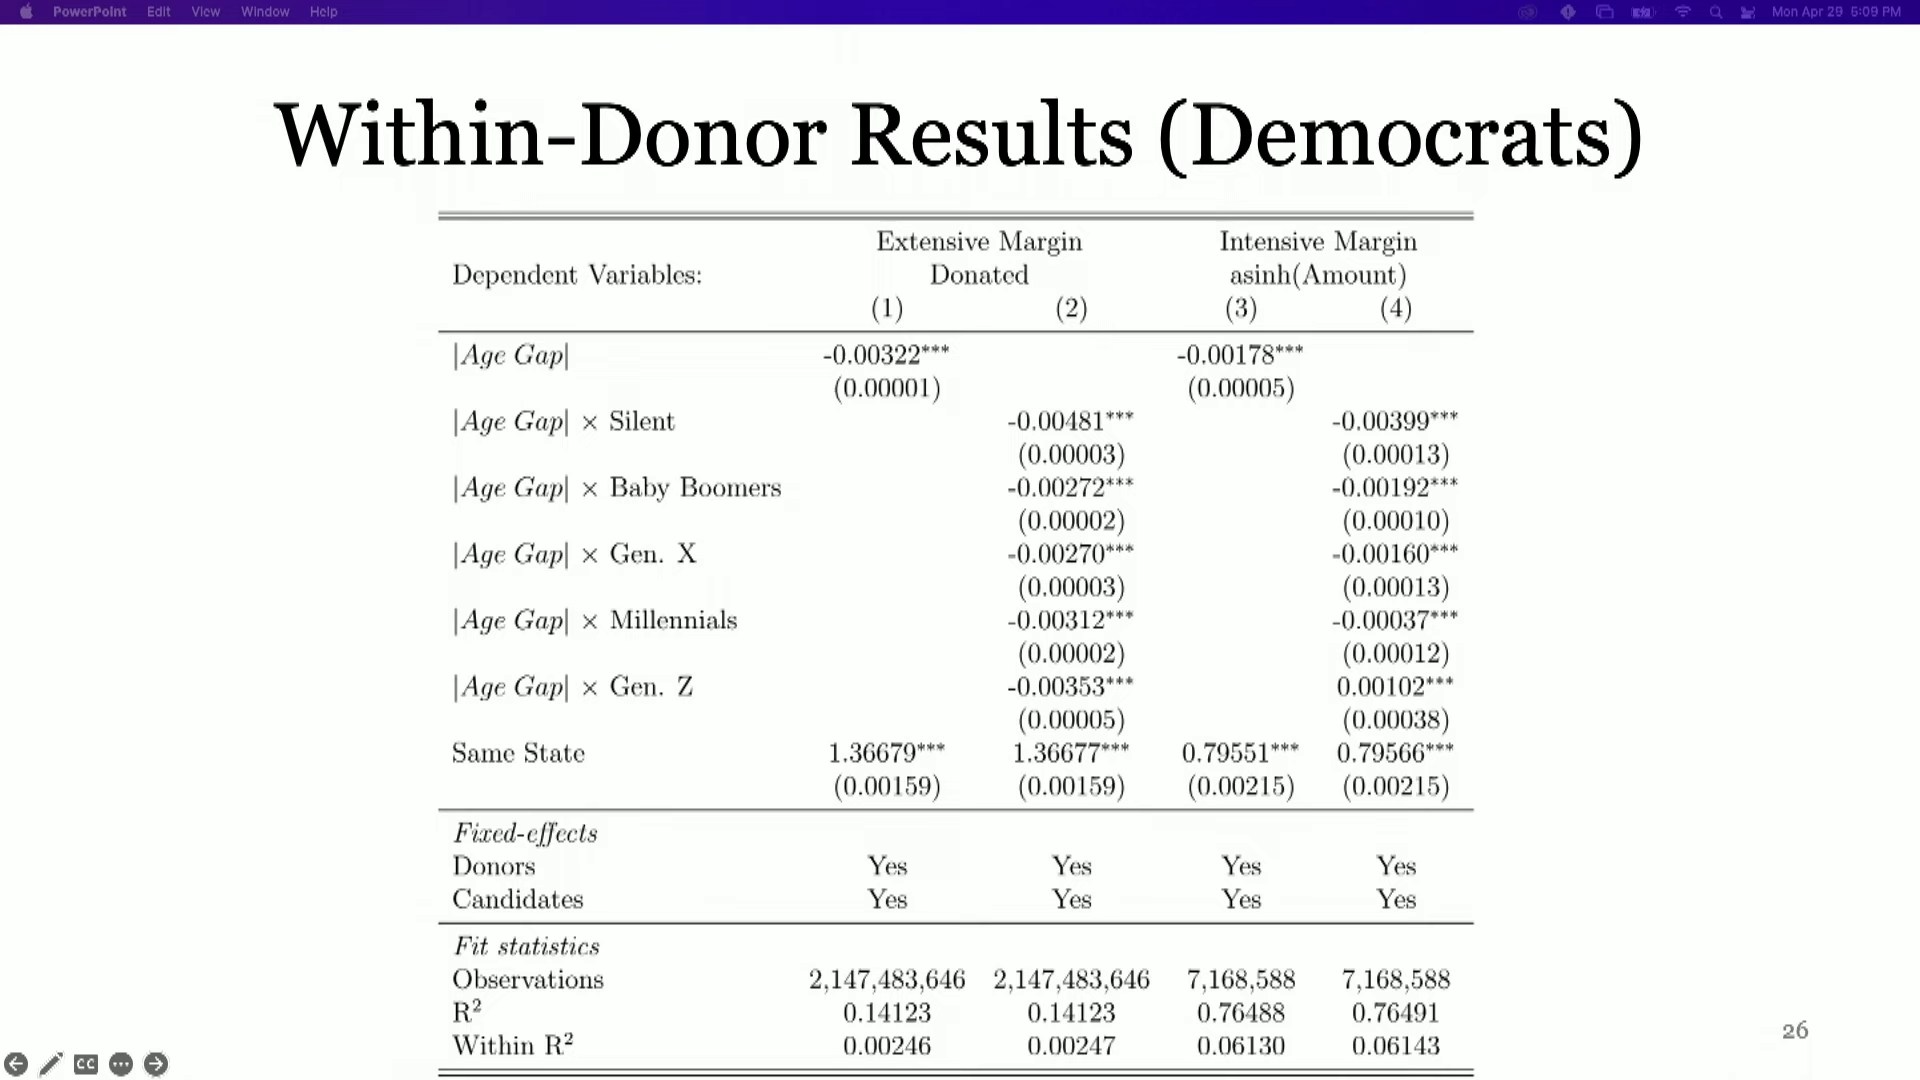 PowerPoint Edit View Window Help Mon Apr 29 5:09 PM
Within-Donor Results (Democrats)
Extensive Margin Intensive Margin
Dependent Variables: Donated asinh(Amount)
(1) (2) (3) (4)
|Age Gap| -0.00322*** -0.00178***
(0.00001) (0.00005)
|Age Gap| × Silent -0.00481*** -0.00399***
(0.00003) (0.00013)
|Age Gap| × Baby Boomers -0.00272*** -0.00192***
(0.00002) (0.00010)
|Age Gap| × Gen. X -0.00270*** -0.00160***
(0.00003) (0.00013)
|Age Gap| × Millennials -0.00312*** -0.00037***
(0.00002) (0.00012)
|Age Gap| × Gen. Z -0.00353*** 0.00102***
(0.00005) (0.00038)
Same State 1.36679*** 1.36677*** 0.79551*** 0.79566***
(0.00159) (0.00159) (0.00215) (0.00215)
Fixed-effects
Donors Yes Yes Yes Yes
Candidates Yes Yes Yes Yes
Fit statistics
Observations 2,147,483,646 2,147,483,646 7,168,588 7,168,588
R² 0.14123 0.14123 0.76488 0.76491
Within R² 0.00246 0.00247 0.06130 0.06143
26
CC